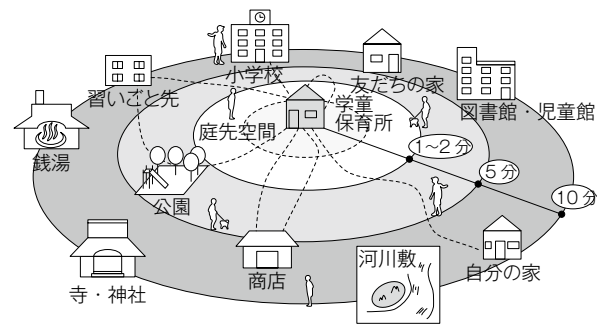 小学校
友だちの家
習いごと先
図書館・児童館
学童
保育所
庭先空間
銭湯
1～2分
公園
5分
10分
寺・神社
商店
河川敷
自分の家